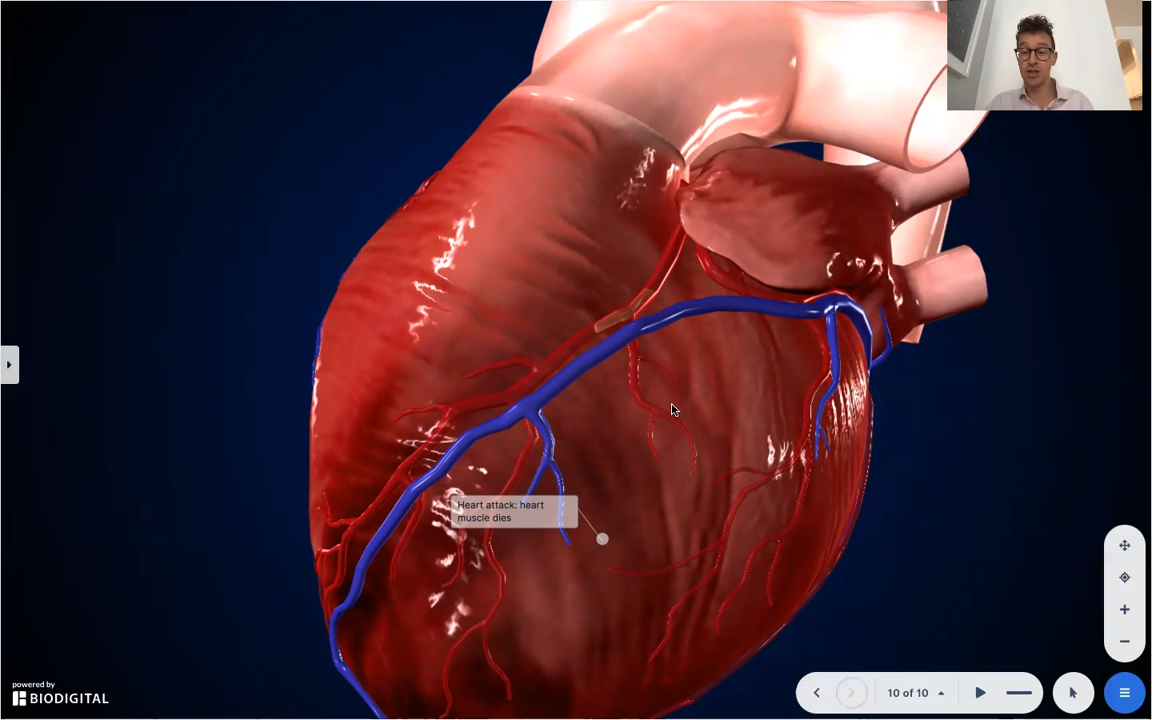 Heart attack: heart
muscle dies
powered by
BIODIGITAL
10 of 10